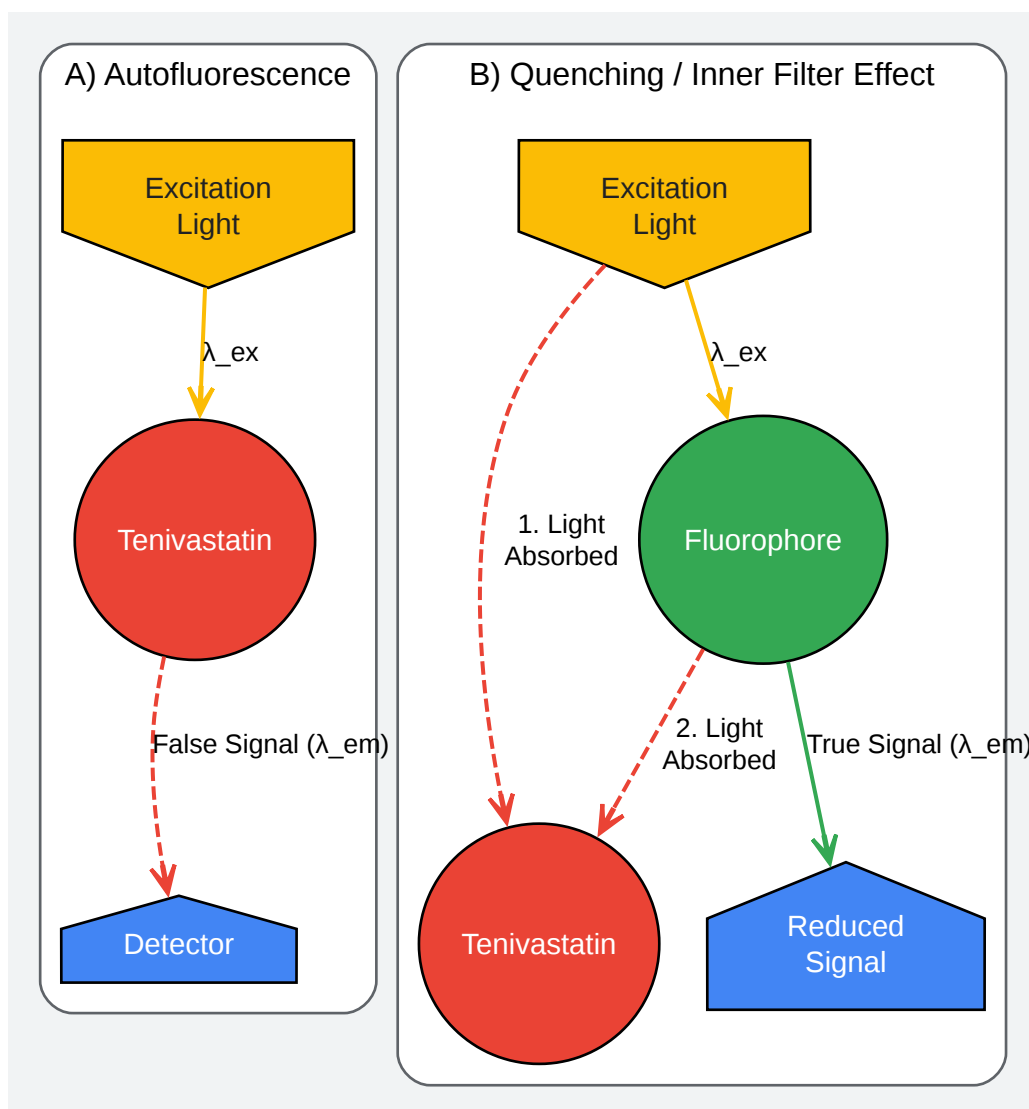 A) Autofluorescence
Excitation
Light
λ_ex
Tenivastatin
False Signal (λ_em)
Detector
B) Quenching / Inner Filter Effect
Excitation
Light
λ_ex
1. Light
Absorbed
Fluorophore
2. Light
Absorbed
True Signal (λ_em)
Tenivastatin
Reduced
Signal